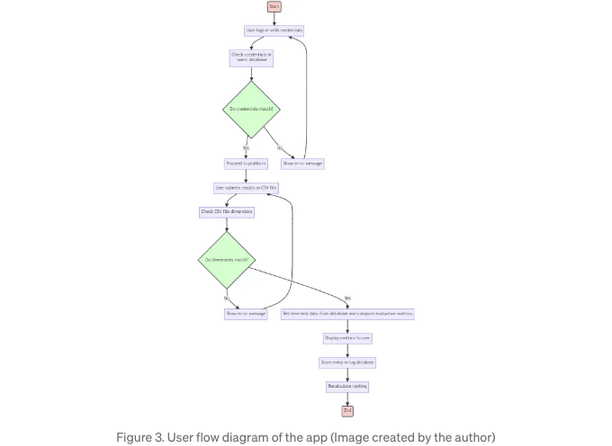 Start
User logs in with credentials
Check credentials in
'users' database
Do credentials match?
Yes
No
Proceed to platform
Show error message
User submits results as CSV file
Check CSV file dimensions
Do dimensions match?
No
Yes
Show error message
Retrieve test data from database and compute evaluation metrics
Display metrics to user
Store entry in log database
Recalculate ranking
End
Figure 3. User flow diagram of the app (Image created by the author)